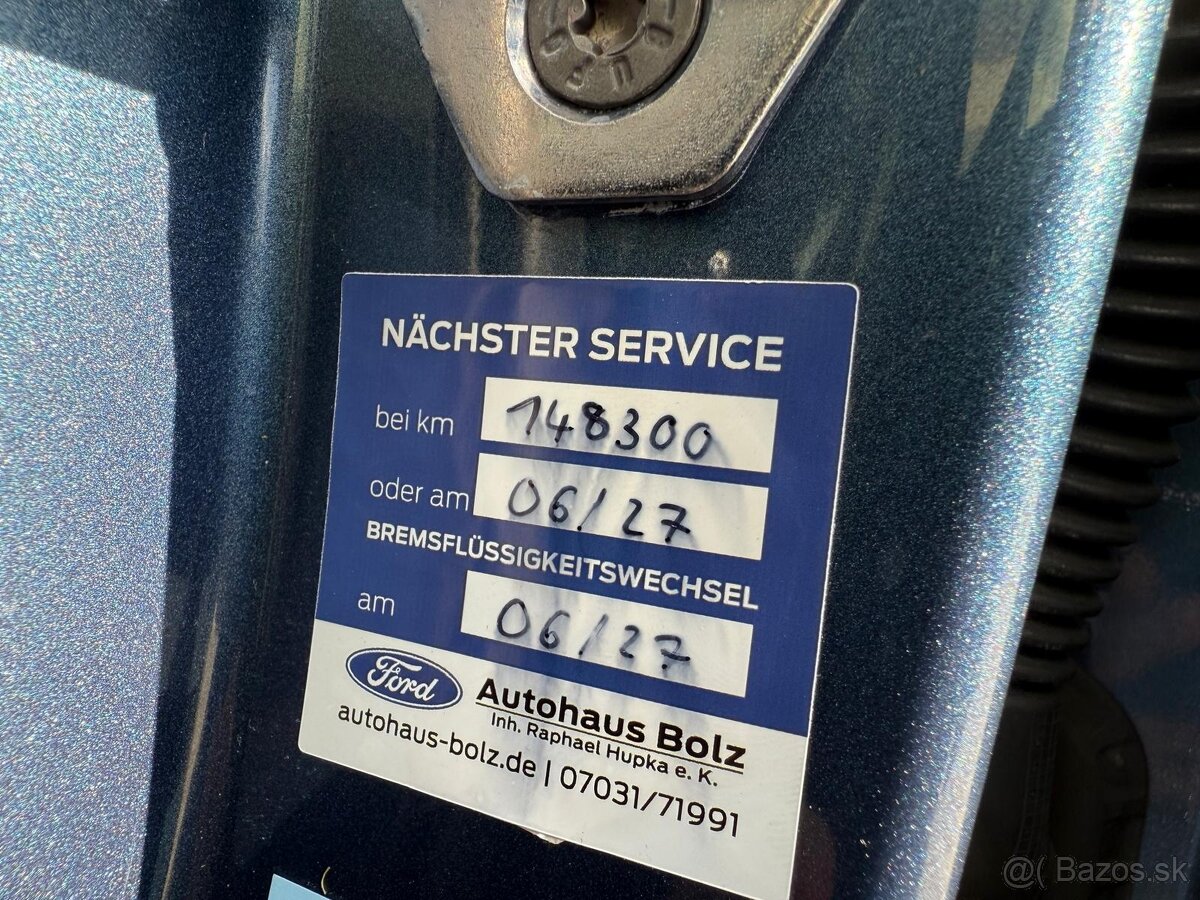 NÄCHSTER SERVICE
bei km 148300
oder am 06/27
BREMSFLÜSSIGKEITSWECHSEL
am 06/27
Ford Autohaus Bolz
Inh. Raphael Hupka e. K.
autohaus-bolz.de | 07031/71991
@( Bazos.sk